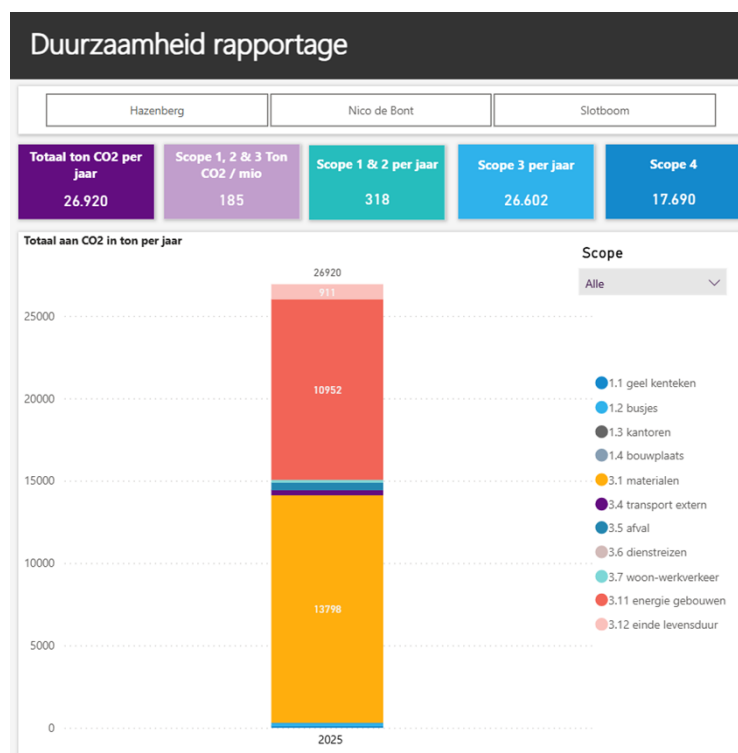 Duurzaamheid rapportage
Hazenberg
Nico de Bont
Slotboom
Totaal ton CO2 per
jaar
26.920
Scope 1, 2 & 3 Ton
CO2 / mio
185
Scope 1 & 2 per jaar
318
Scope 3 per jaar
26.602
Scope 4
17.690
Totaal aan CO2 in ton per jaar
Scope
Alle
26920
911
10952
13798
25000
20000
15000
10000
5000
0
2025
1.1 geel kenteken
1.2 busjes
1.3 kantoren
1.4 bouwplaats
3.1 materialen
3.4 transport extern
3.5 afval
3.6 dienstreizen
3.7 woon-werkverkeer
3.11 energie gebouwen
3.12 einde levensduur